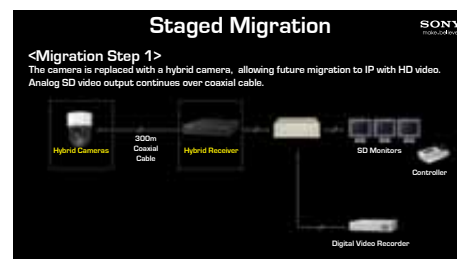 Staged Migration
SONY
make.believe
<Migration Step 1>
The camera is replaced with a hybrid camera, allowing future migration to IP with HD video.
Analog SD video output continues over coaxial cable.
Hybrid Cameras
300m
Coaxial
Cable
Hybrid Receiver
SD Monitors
Controller
Digital Video Recorder